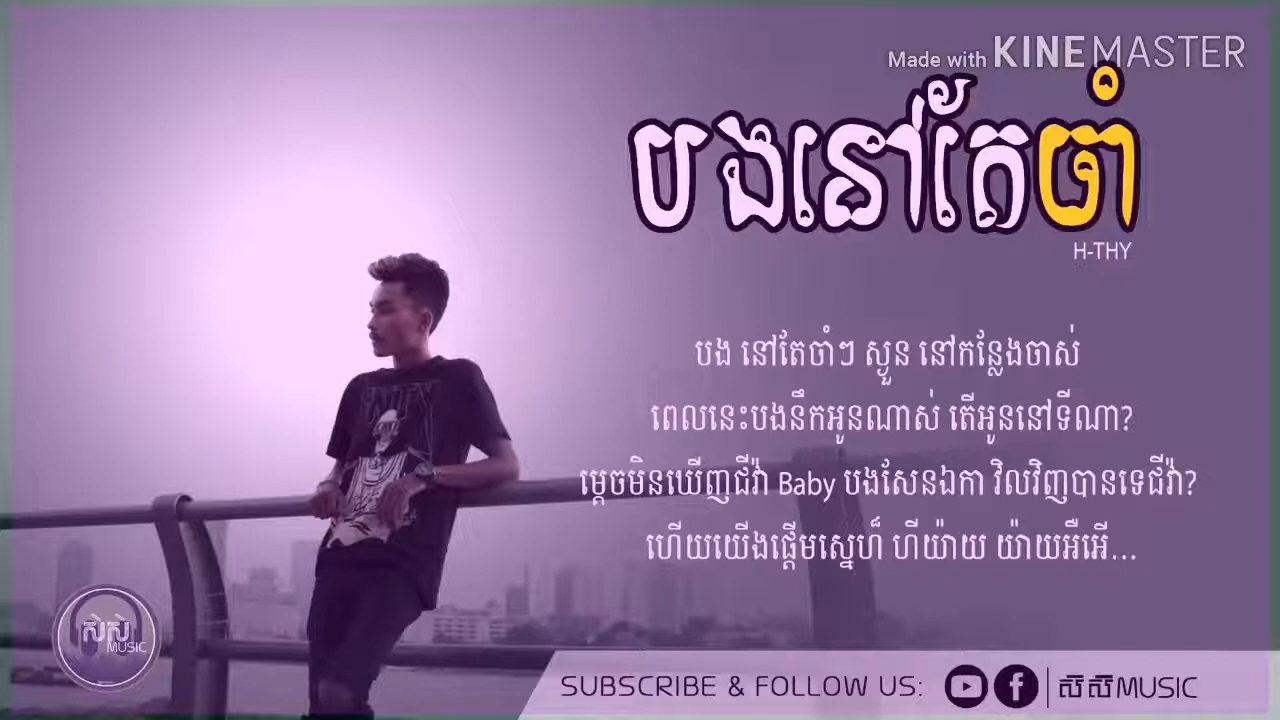 Made with KINEMASTER
បងនៅតែចាំ
H-THY
បង នៅតែចាំៗ ស្ងួន នៅកន្លែងចាស់
ពេលនេះបងនឹកអូនណាស់ តើអូននៅទីណា?
ម្ដេចមិនឃើញជីវ៉ា Baby បងសែនឯកា វិលវិញបានទេជីវ៉ា?
ហើយយើងផ្ដើមស្នេហ៍ ហីយ៉ាយ យ៉ាយអឺអើ...
សំសំ MUSIC
SUBSCRIBE & FOLLOW US:
ស៊ីស៊ីMUSIC